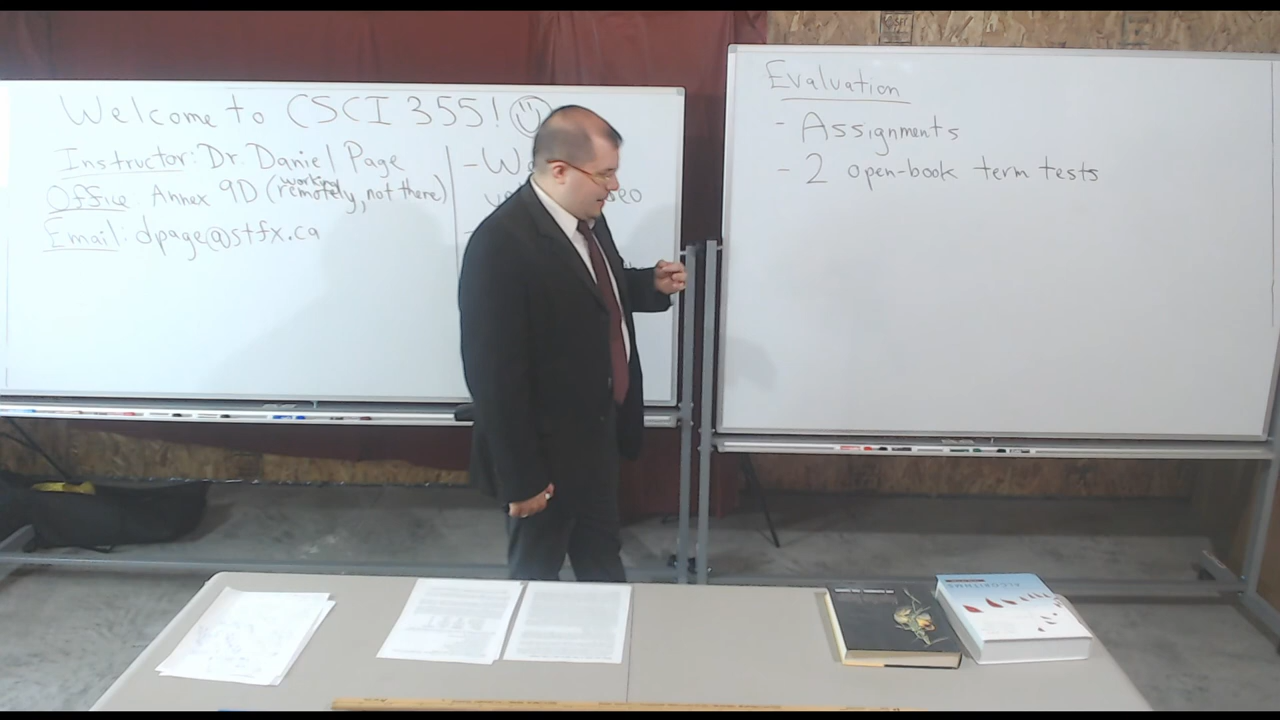 Welcome to CSCI 355! ☺
Instructor: Dr. Daniel Page
Office Annex 9D (working remotely, not there)
Email: dpage@stfx.ca
Evaluation
- Assignments
- 2 open-book term tests
ALGORITHMS